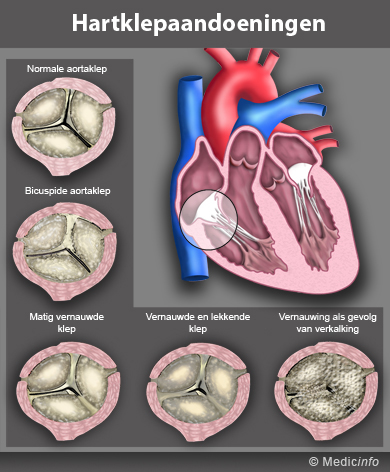 Hartklepaandoeningen
Normale aortaklep
Bicuspide aortaklep
Matig vernauwde
klep
Vernauwde en lekkende
klep
Vernauwing als gevolg
van verkalking
© Medicinfo